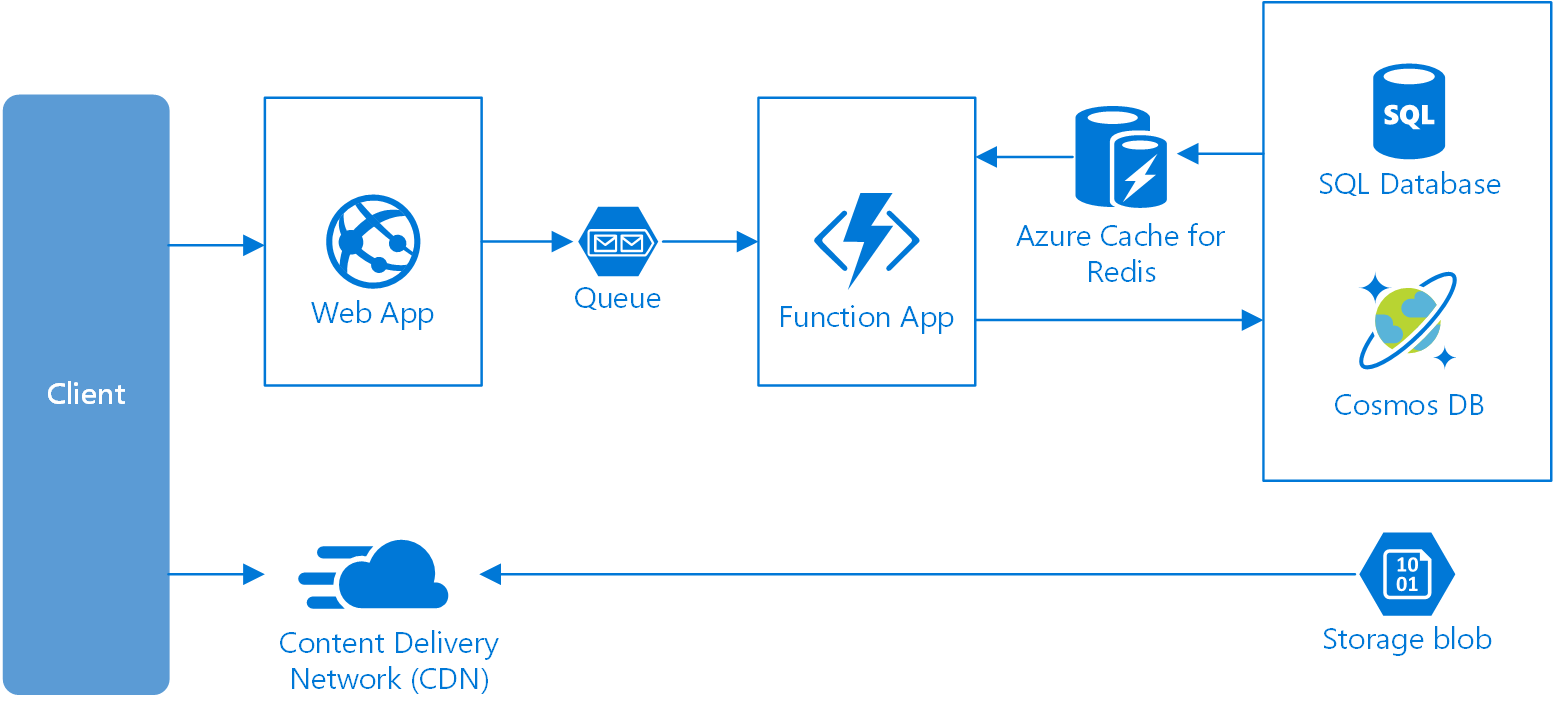 Client
Web App
Queue
Function App
Azure Cache for
Redis
SQL
SQL Database
Cosmos DB
Content Delivery
Network (CDN)
10
01
Storage blob